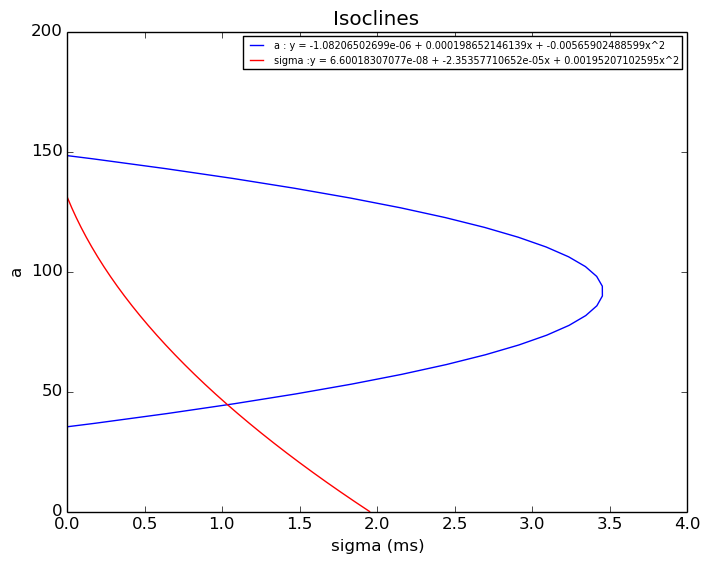 Isoclines
200
a : y = -1.08206502699e-06 + 0.000198652146139x + -0.00565902488599x^2
sigma :y = 6.60018307077e-08 + -2.35357710652e-05x + 0.00195207102595x^2
150
100
a
50
0
0.0 0.5 1.0 1.5 2.0 2.5 3.0 3.5 4.0
sigma (ms)